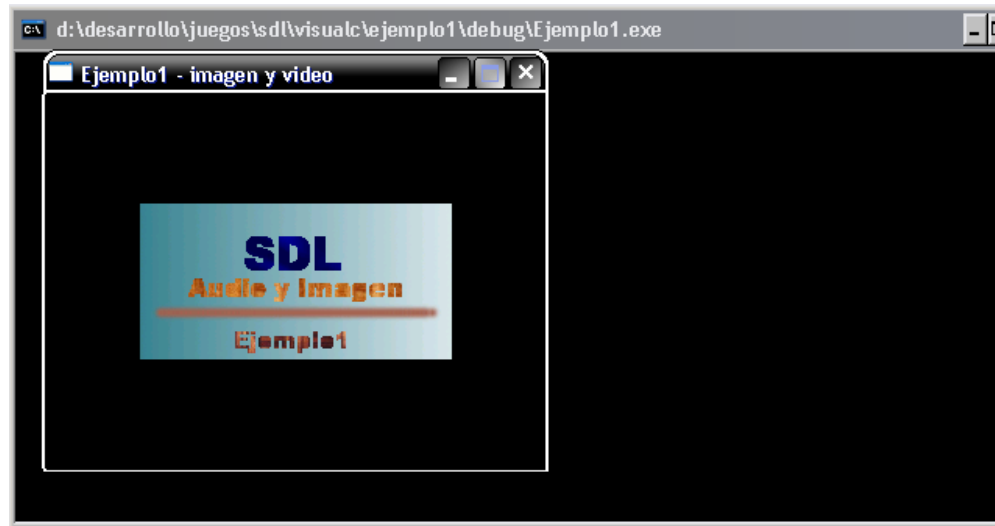 d:\desarrollo\juegos\sdl\visualc\ejemplo1\debug\Ejemplo1.exe
Ejemplo1 - imagen y video
SDL
Audio y Imagen
Ejemplo1